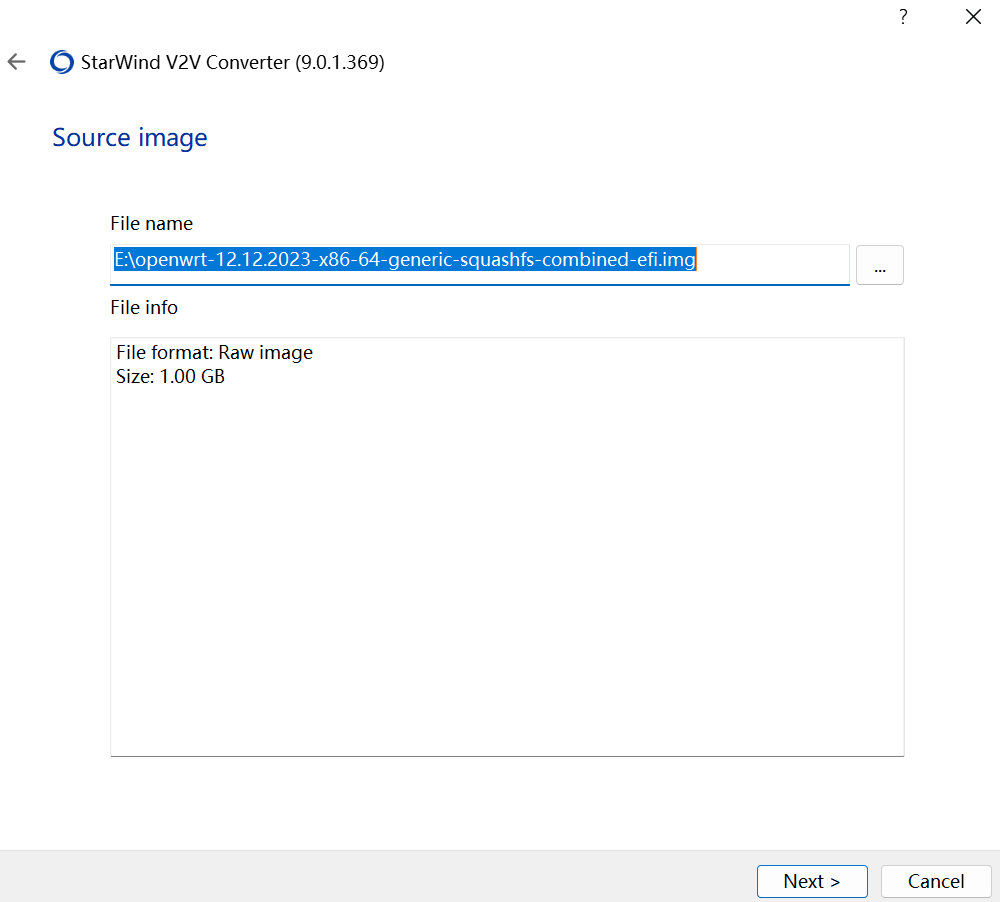 ?
StarWind V2V Converter (9.0.1.369)
Source image
File name
E:\openwrt-12.12.2023-x86-64-generic-squashfs-combined-efi.img
...
File info
File format: Raw image
Size: 1.00 GB
Next >
Cancel